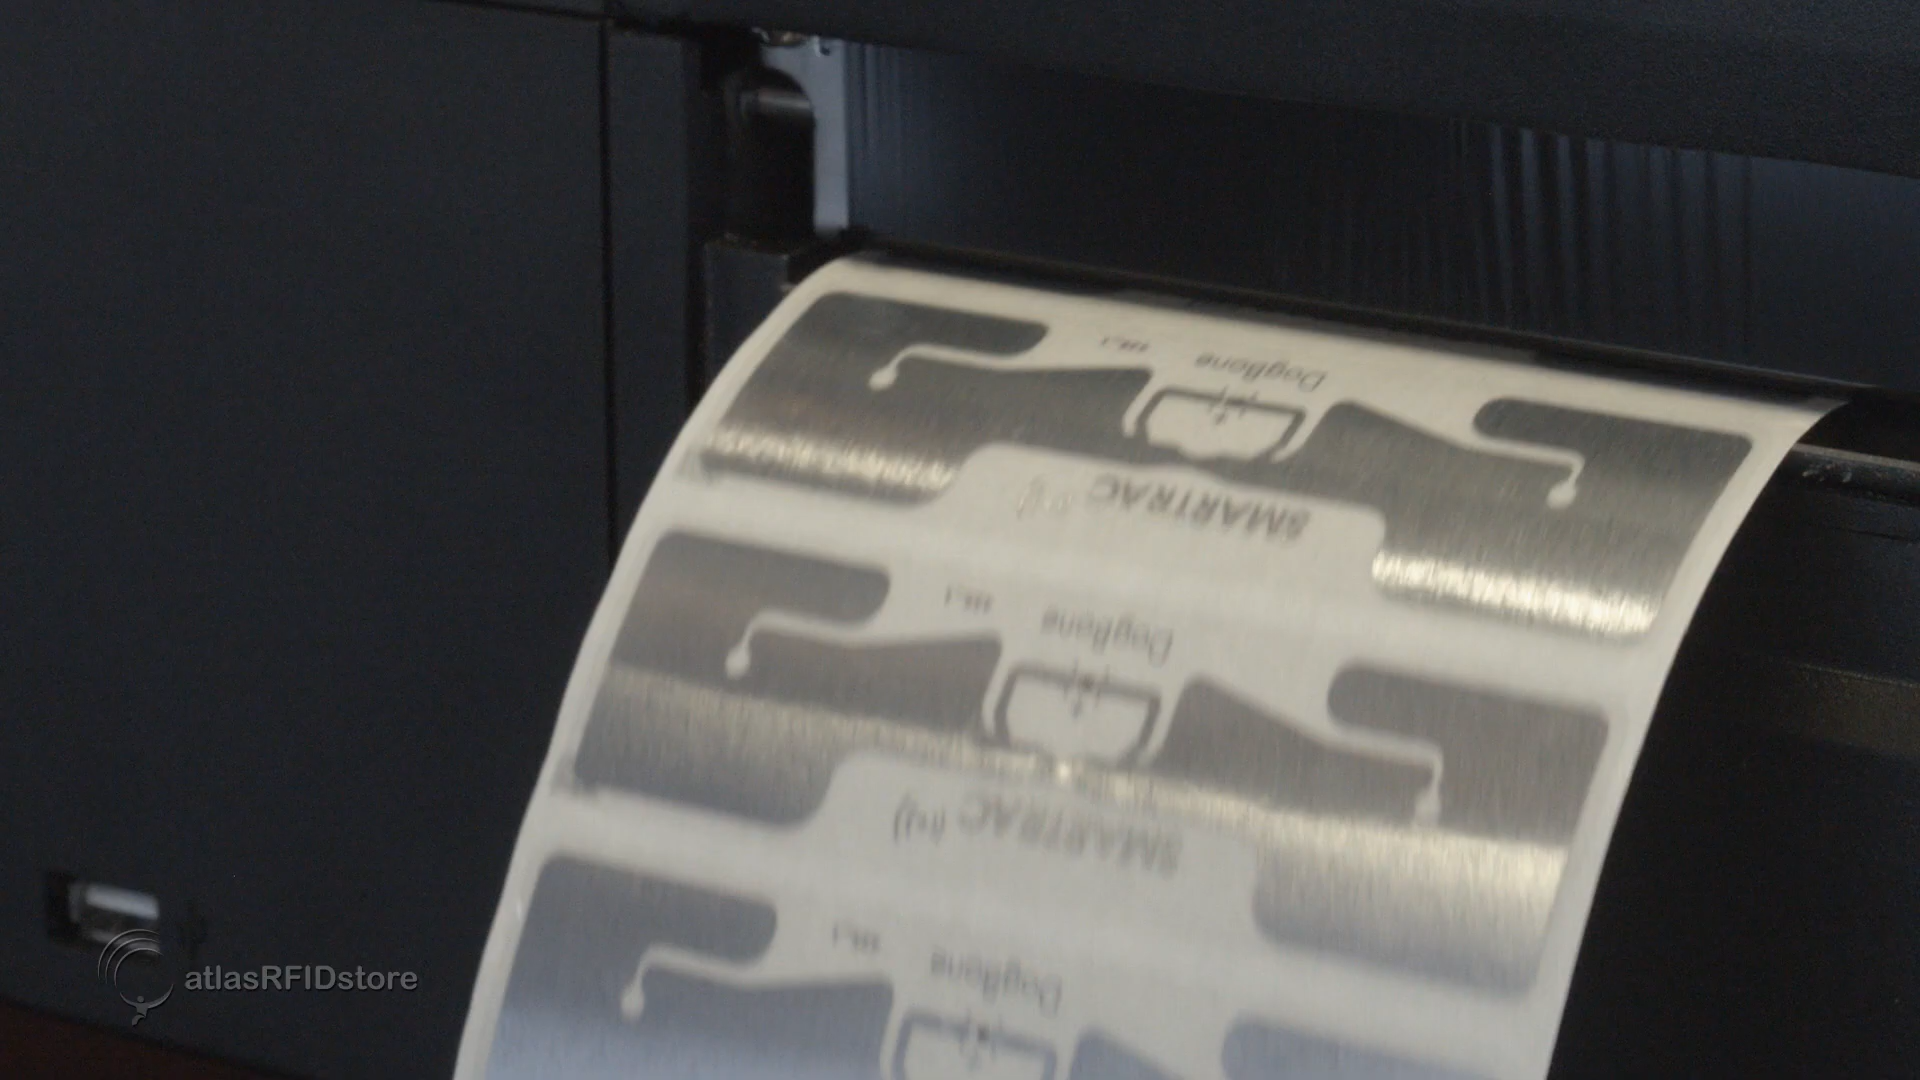 DogBone
SMARTRAC
DogBone
SMARTRAC
DogBone
atlasRFIDstore